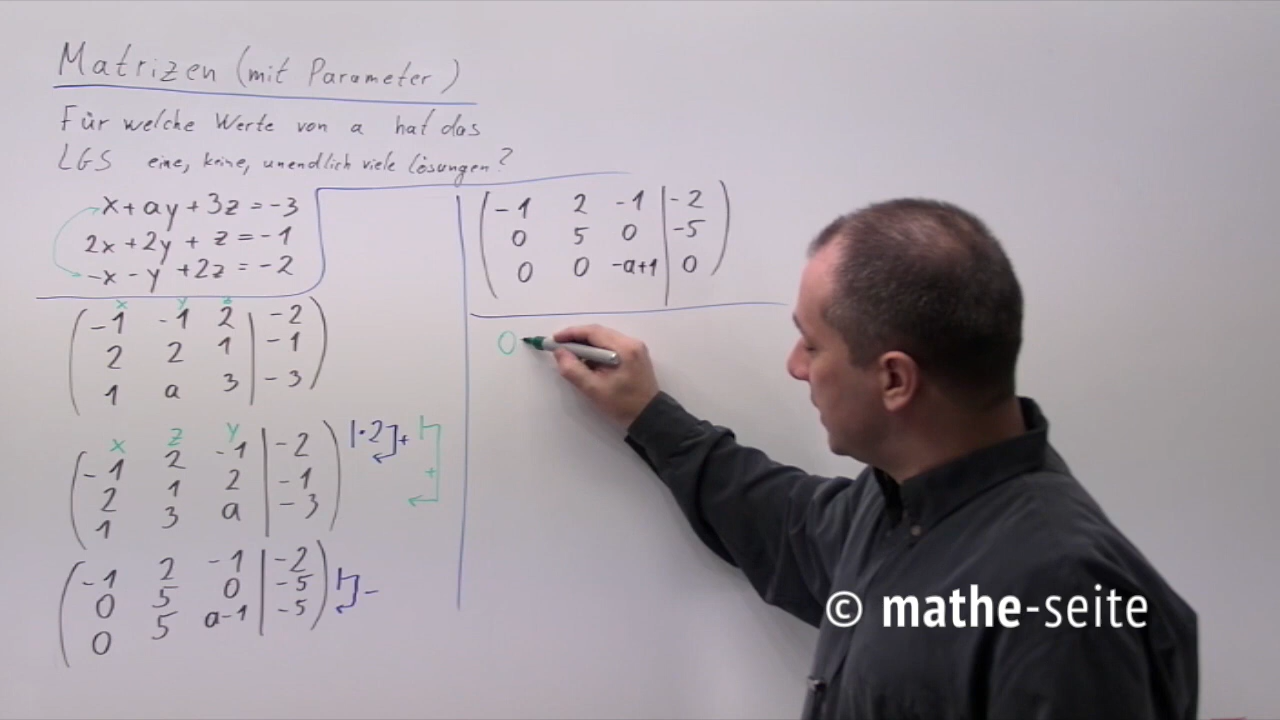 Matrizen (mit Parameter)
Für welche Werte von a hat das
LGS eine, keine, unendlich viele Lösungen?
x + ay + 3z = -3
2x + 2y + z = -1
-x - y + 2z = -2
x y z
-1 -1 2 | -2
2 2 1 | -1
1 a 3 | -3
x z y
-1 2 -1 | -2 |·2 +
2 1 2 | -1 +
1 3 a | -3
-1 2 -1 | -2
0 5 0 | -5 -
0 5 a-1 | -5
-1 2 -1 | -2
0 5 0 | -5
0 0 -a+1 | 0
0
© mathe-seite